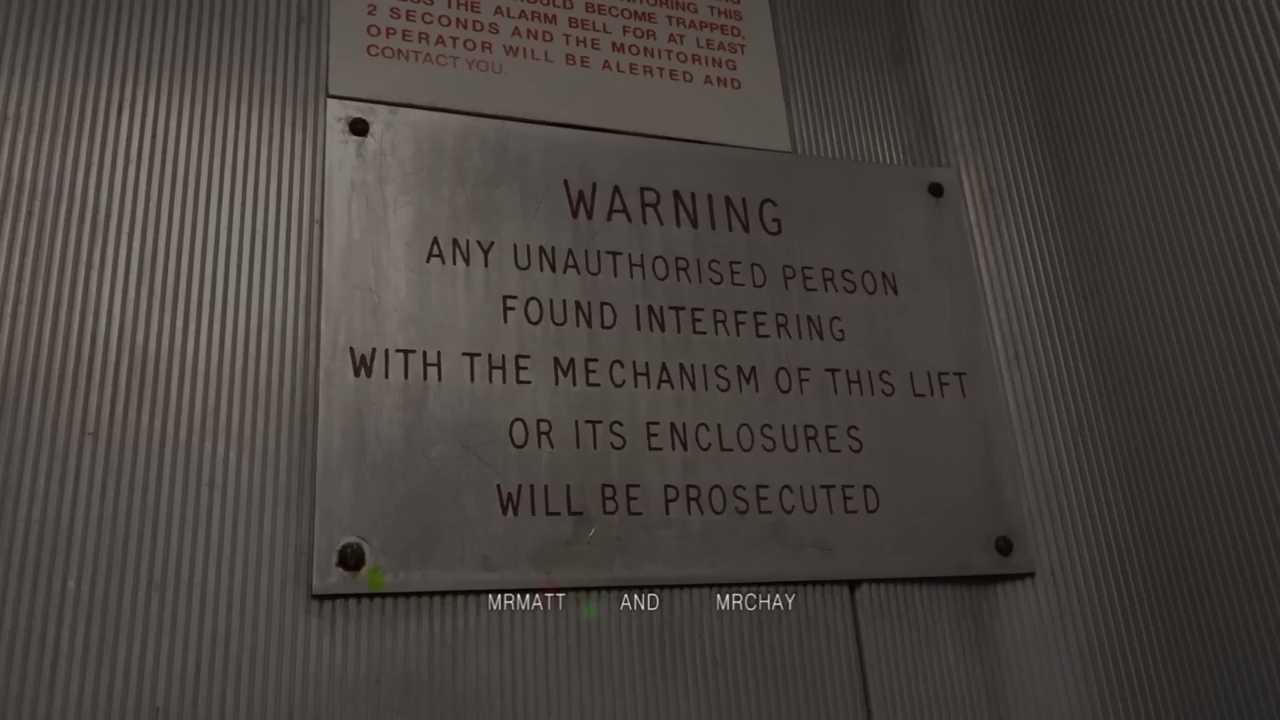 MONITORING THIS
BECOME TRAPPED,
THE ALARM BELL FOR AT LEAST
2 SECONDS AND THE MONITORING
OPERATOR WILL BE ALERTED AND
CONTACT YOU.
WARNING
ANY UNAUTHORISED PERSON
FOUND INTERFERING
WITH THE MECHANISM OF THIS LIFT
OR ITS ENCLOSURES
WILL BE PROSECUTED
MRMATT AND MRCHAY